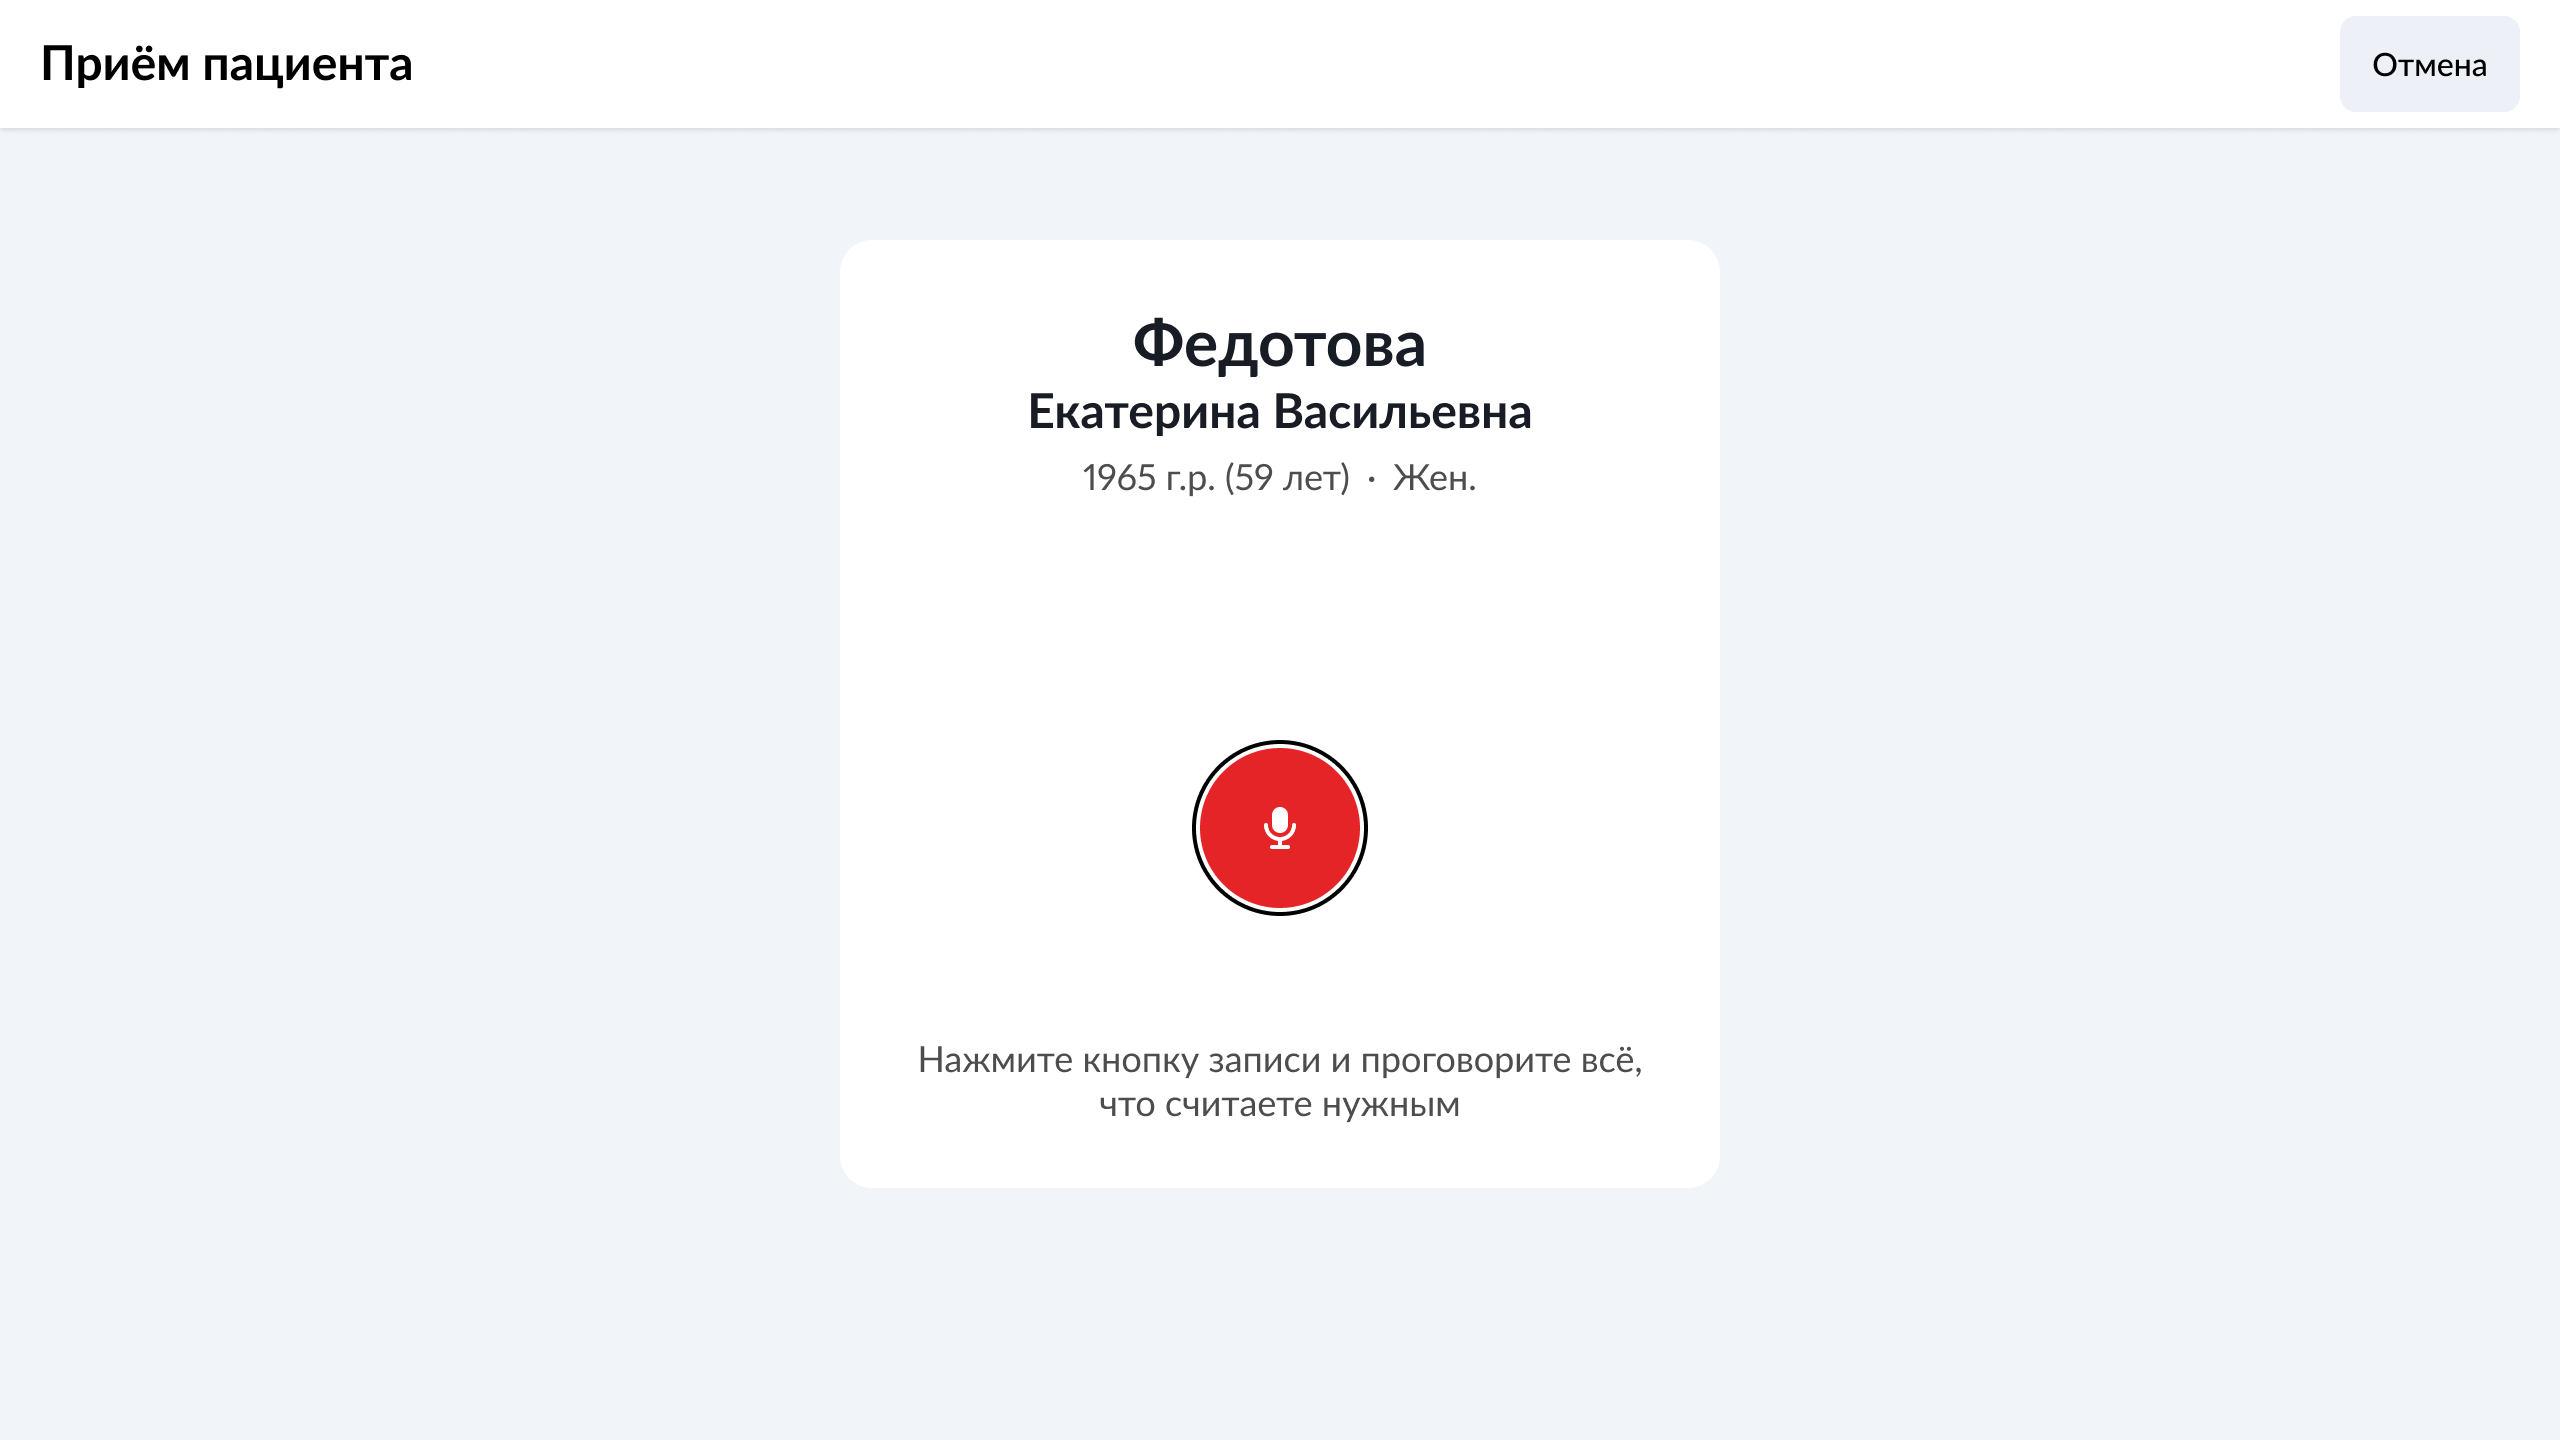 Приём пациента
Отмена
Федотова
Екатерина Васильевна
1965 г.р. (59 лет) · Жен.
Нажмите кнопку записи и проговорите всё,
что считаете нужным